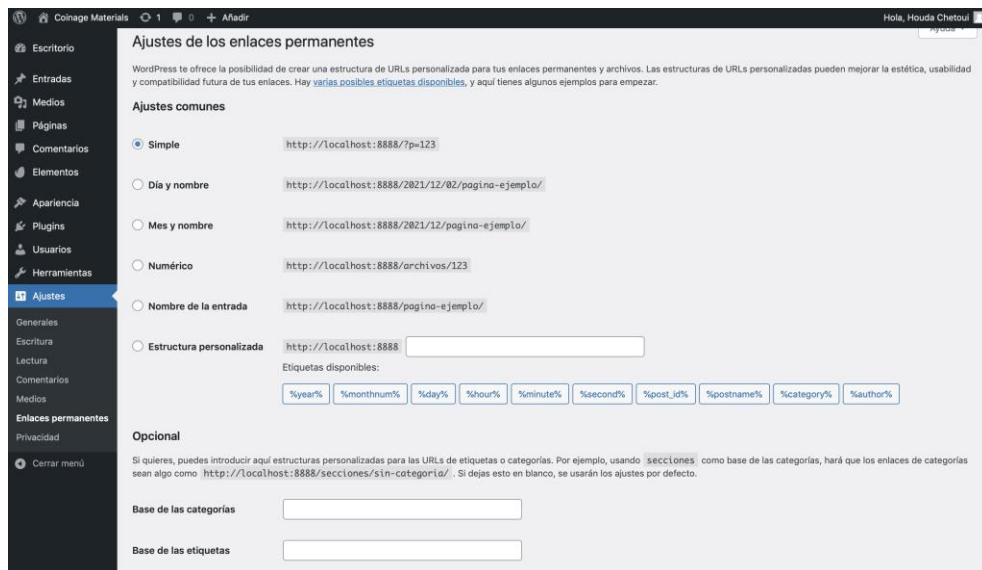 Coinage Materials 1 0 + Añadir Hola, Houda Chetoui
Ayuda
Escritorio
Entradas
Medios
Páginas
Comentarios
Elementos
Apariencia
Plugins
Usuarios
Herramientas
Ajustes
Generales
Escritura
Lectura
Comentarios
Medios
Enlaces permanentes
Privacidad
Cerrar menú
Ajustes de los enlaces permanentes
WordPress te ofrece la posibilidad de crear una estructura de URLs personalizada para tus enlaces permanentes y archivos. Las estructuras de URLs personalizadas pueden mejorar la estética, usabilidad
y compatibilidad futura de tus enlaces. Hay varias posibles etiquetas disponibles, y aquí tienes algunos ejemplos para empezar.
Ajustes comunes
Simple http://localhost:8888/?p=123
Día y nombre http://localhost:8888/2021/12/02/pagina-ejemplo/
Mes y nombre http://localhost:8888/2021/12/pagina-ejemplo/
Numérico http://localhost:8888/archivos/123
Nombre de la entrada http://localhost:8888/pagina-ejemplo/
Estructura personalizada http://localhost:8888
Etiquetas disponibles:
%year% %monthnum% %day% %hour% %minute% %second% %post_id% %postname% %category% %author%
Opcional
Si quieres, puedes introducir aquí estructuras personalizadas para las URLs de etiquetas o categorías. Por ejemplo, usando secciones como base de las categorías, hará que los enlaces de categorías
sean algo como http://localhost:8888/secciones/sin-categoria/ . Si dejas esto en blanco, se usarán los ajustes por defecto.
Base de las categorías
Base de las etiquetas